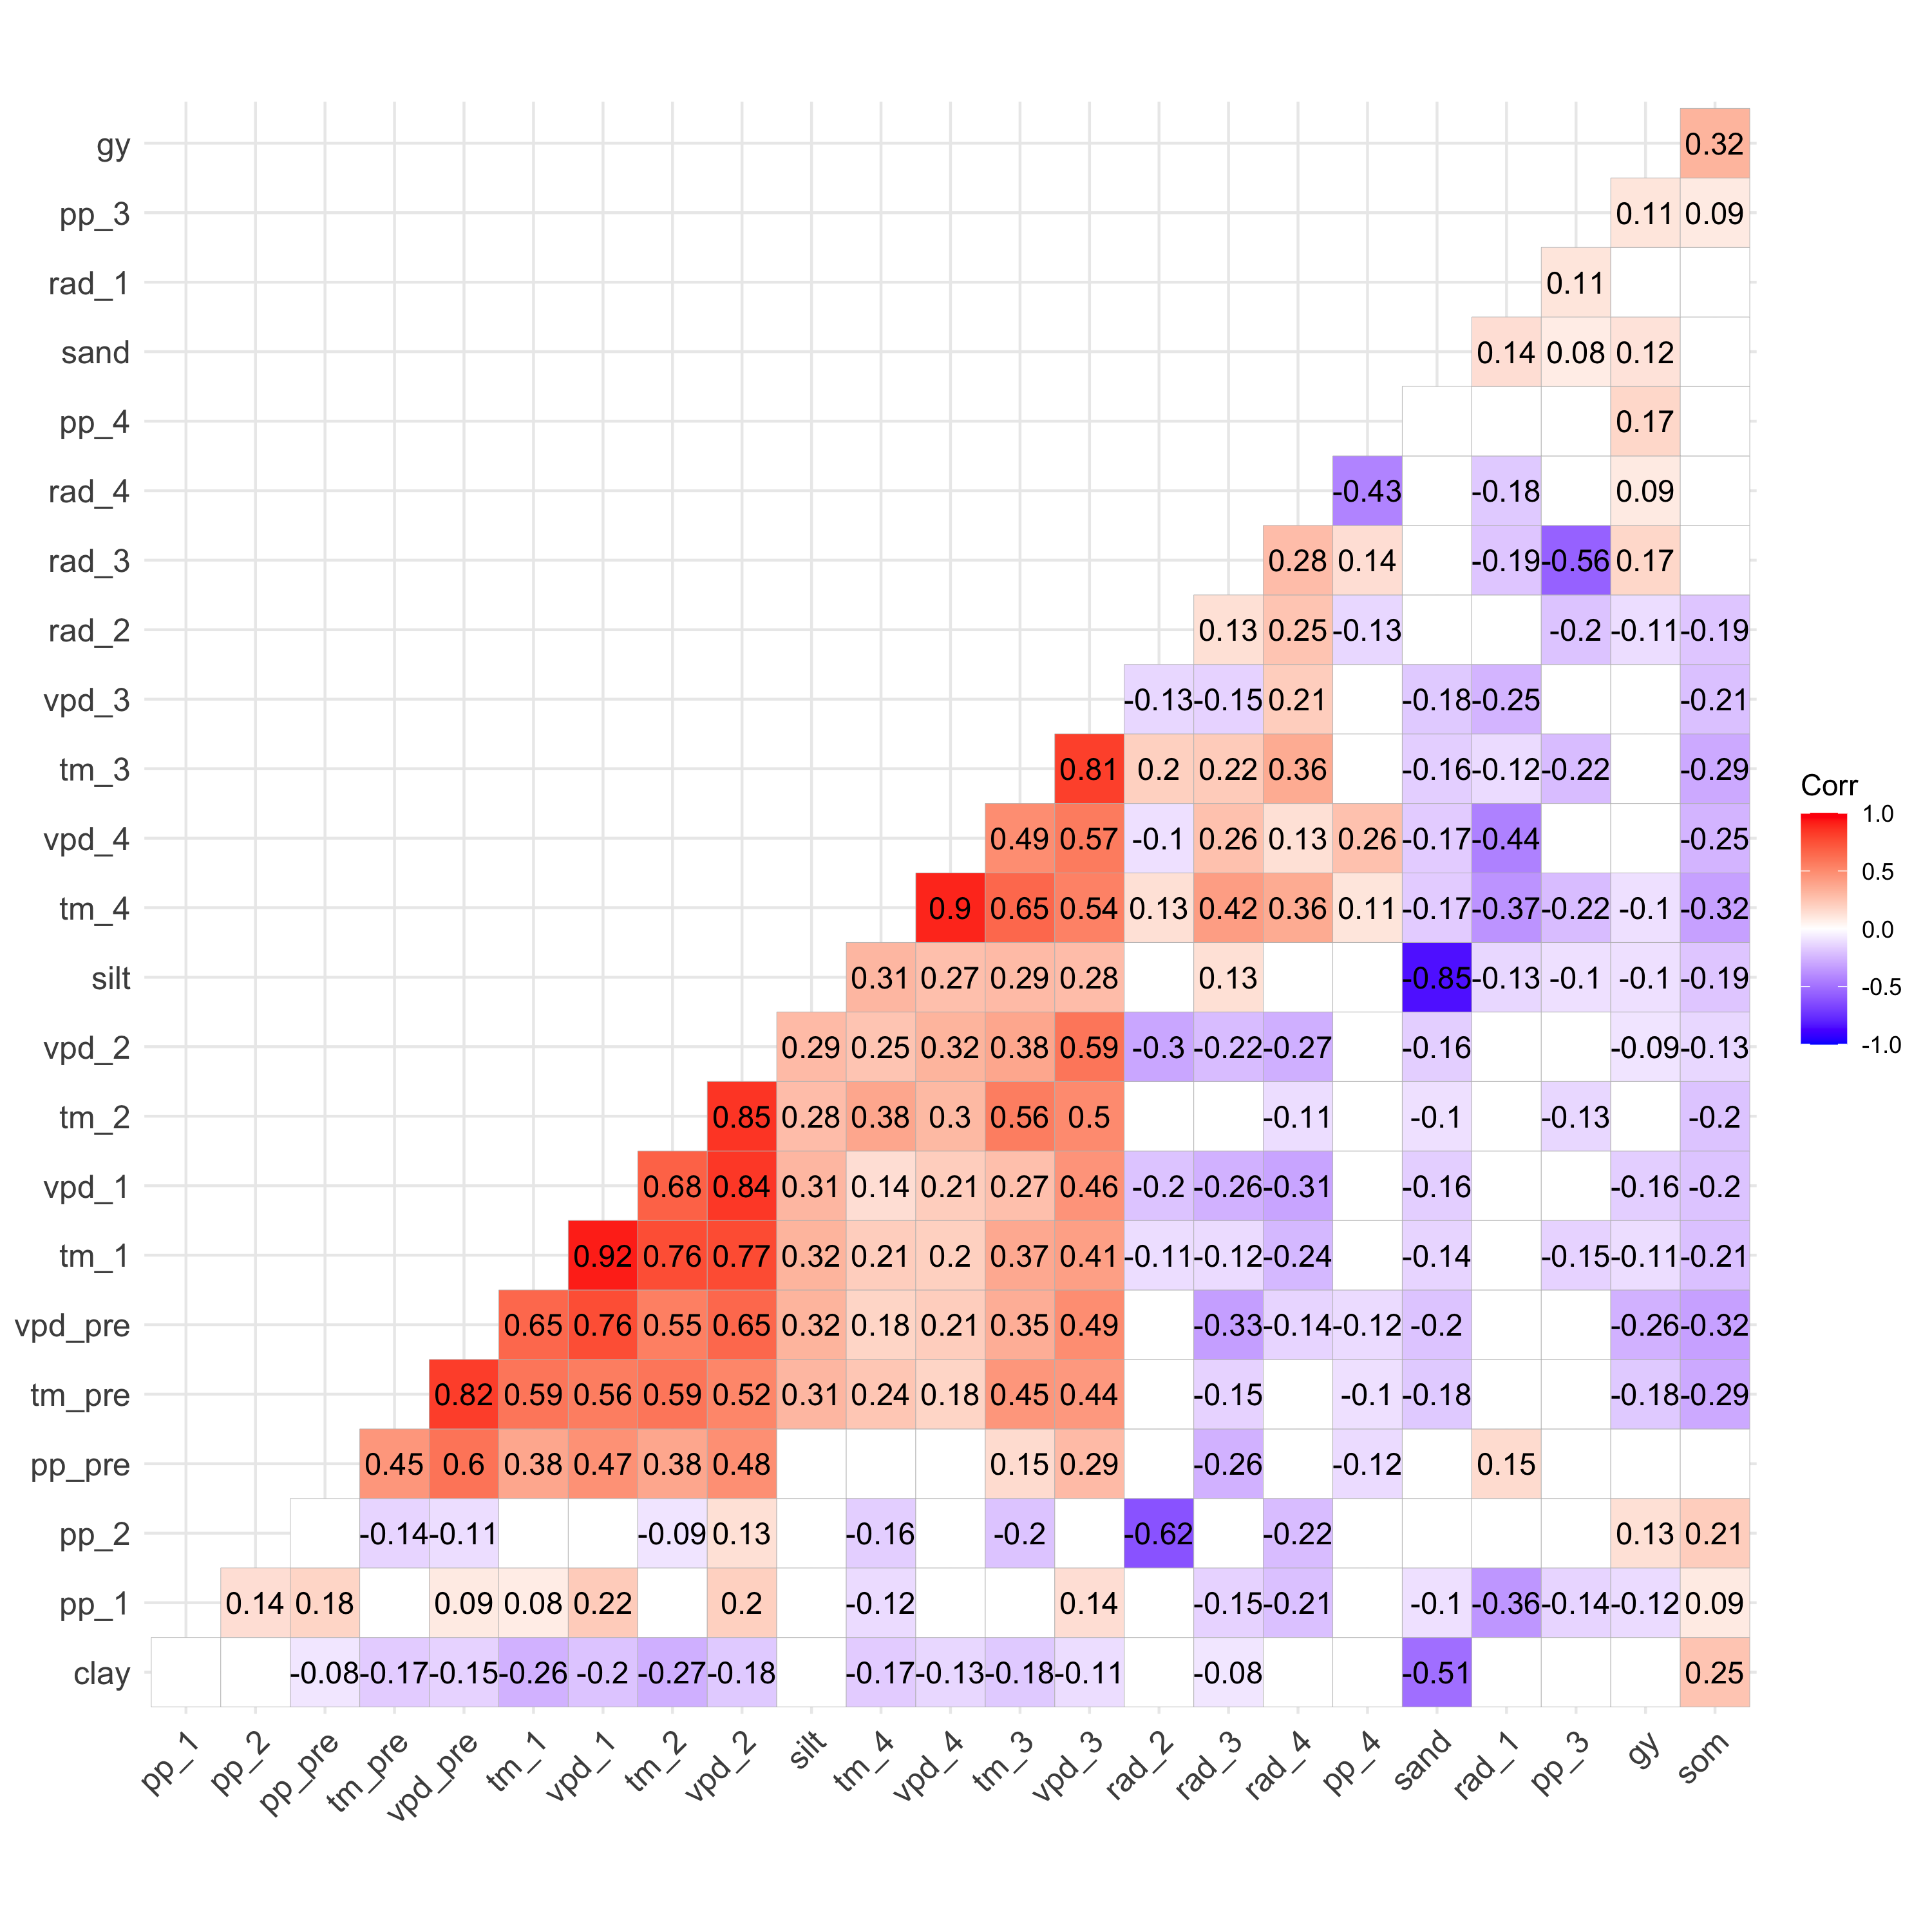 gy 0.32
pp_3 0.11 0.09
rad_1 0.11
sand 0.14 0.08 0.12
pp_4 0.17
rad_4 -0.43 -0.18 0.09
rad_3 0.28 0.14 -0.19 -0.56 0.17
rad_2 0.13 0.25 -0.13 -0.2 -0.11 -0.19
vpd_3 -0.13 -0.15 0.21 -0.18 -0.25 -0.21
tm_3 0.81 0.2 0.22 0.36 -0.16 -0.12 -0.22 -0.29
vpd_4 0.49 0.57 -0.1 0.26 0.13 0.26 -0.17 -0.44 -0.25
tm_4 0.9 0.65 0.54 0.13 0.42 0.36 0.11 -0.17 -0.37 -0.22 -0.1 -0.32
silt 0.31 0.27 0.29 0.28 0.13 -0.85 -0.13 -0.1 -0.1 -0.19
vpd_2 0.29 0.25 0.32 0.38 0.59 -0.3 -0.22 -0.27 -0.16 -0.09 -0.13
tm_2 0.85 0.28 0.38 0.3 0.56 0.5 -0.11 -0.1 -0.13 -0.2
vpd_1 0.68 0.84 0.31 0.14 0.21 0.27 0.46 -0.2 -0.26 -0.31 -0.16 -0.16 -0.2
tm_1 0.92 0.76 0.77 0.32 0.21 0.2 0.37 0.41 -0.11 -0.12 -0.24 -0.14 -0.15 -0.11 -0.21
vpd_pre 0.65 0.76 0.55 0.65 0.32 0.18 0.21 0.35 0.49 -0.33 -0.14 -0.12 -0.2 -0.26 -0.32
tm_pre 0.82 0.59 0.56 0.59 0.52 0.31 0.24 0.18 0.45 0.44 -0.15 -0.1 -0.18 -0.18 -0.29
pp_pre 0.45 0.6 0.38 0.47 0.38 0.48 0.15 0.29 -0.26 -0.12 0.15
pp_2 -0.14 -0.11 -0.09 0.13 -0.16 -0.2 -0.62 -0.22 0.13 0.21
pp_1 0.14 0.18 0.09 0.08 0.22 0.2 -0.12 0.14 -0.15 -0.21 -0.1 -0.36 -0.14 -0.12 0.09
clay -0.08 -0.17 -0.15 -0.26 -0.2 -0.27 -0.18 -0.17 -0.13 -0.18 -0.11 -0.08 -0.51 0.25
pp_1 pp_2 pp_pre tm_pre vpd_pre tm_1 vpd_1 tm_2 vpd_2 silt tm_4 vpd_4 tm_3 vpd_3 rad_2 rad_3 rad_4 pp_4 sand rad_1 pp_3 gy som
Corr
1.0
0.5
0.0
-0.5
-1.0